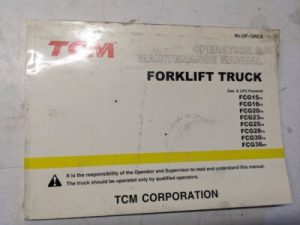 No.OF-12RCE
TCM
OPERATION &
MAINTENANCE MANUAL
FORKLIFT TRUCK
Gas. & LPG Powered
FCG15
FCG18
FCG20
FCG23
FCG25
FCG28
FCG30
FCG36
It is the responsibility of the Operator and Supervisor to read and understand this manual.
The truck should be operated only by qualified operators.
TCM CORPORATION